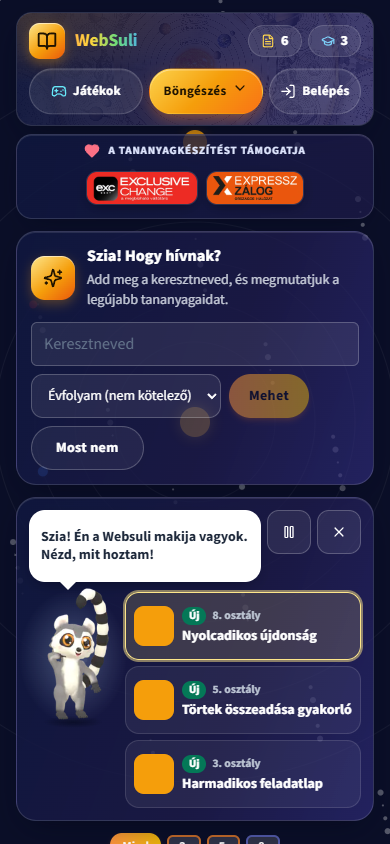 WebSuli
6
3
Játékok
Böngészés
Belépés
A TANANYAGKÉSZÍTÉST TÁMOGATJA
exc
EXCLUSIVE
CHANGE
EXPRESSZ
ZÁLOG
Szia! Hogy hívnak?
Add meg a keresztneved, és megmutatjuk a
legújabb tananyagaidat.
Keresztneved
Évfolyam (nem kötelező)
Mehet
Most nem
Szia! Én a Websuli makija vagyok.
Nézd, mit hoztam!
Új 8. osztály
Nyolcadikos újdonság
Új 5. osztály
Törtek összeadása gyakorló
Új 3. osztály
Harmadikos feladatlap